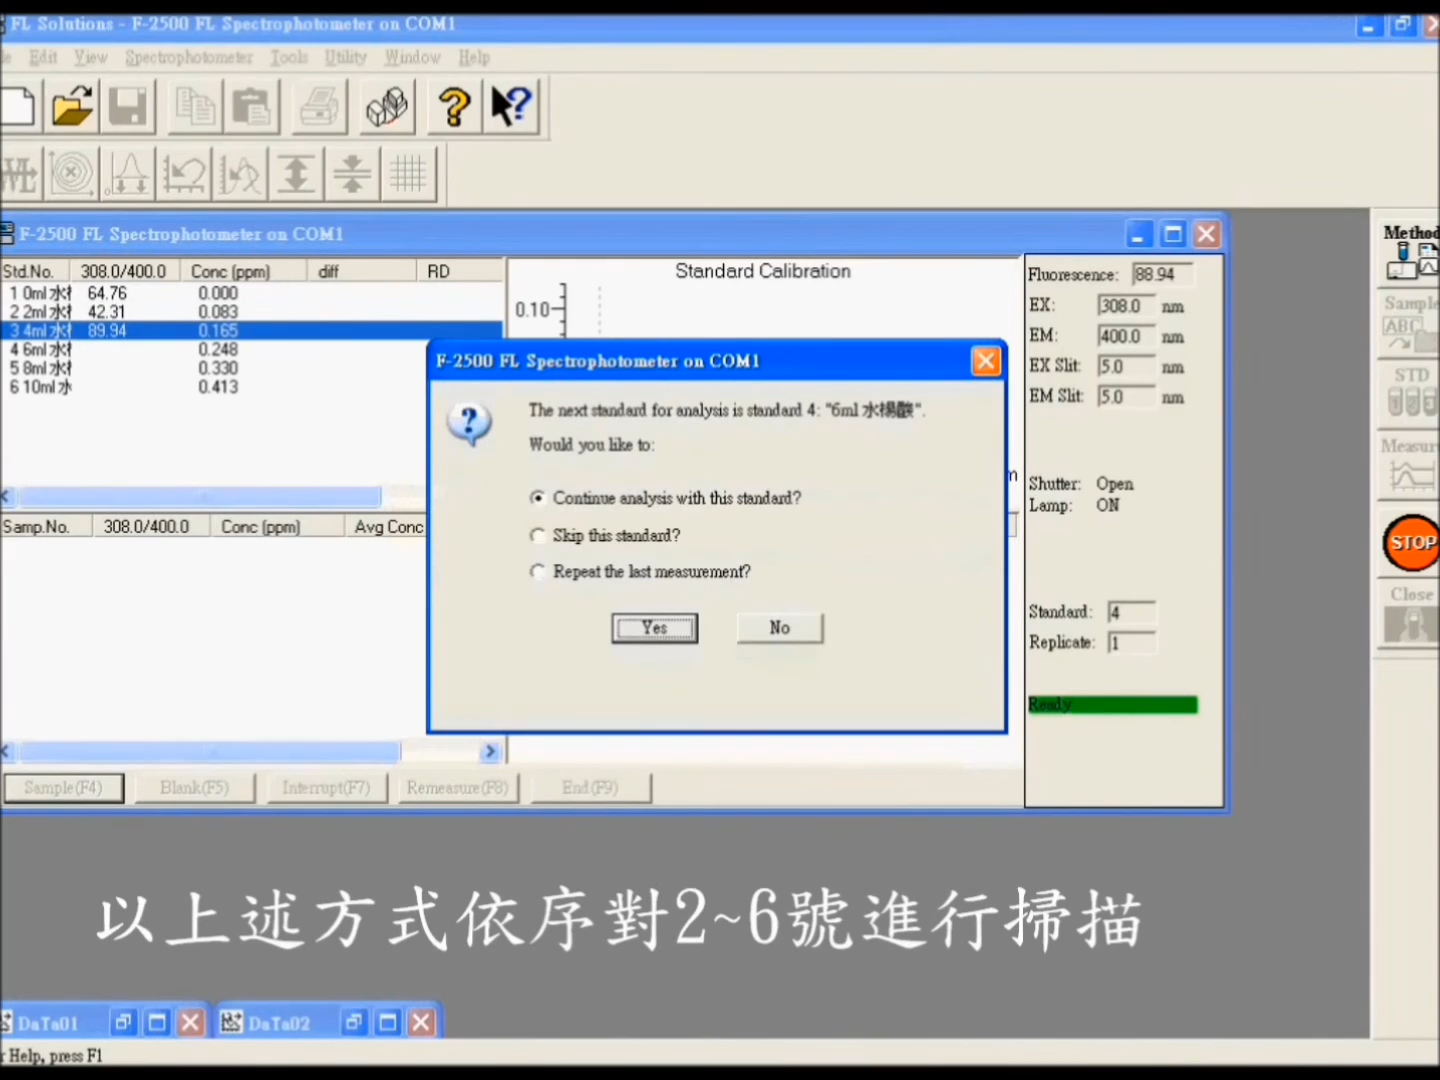 FL Solutions - F-2500 FL Spectrophotometer on COM1
Edit View Spectrophotometer Tools Utility Window Help
F-2500 FL Spectrophotometer on COM1
Std.No. 308.0/400.0 Conc (ppm) diff RD
1 0ml 64.76 0.000
2 2ml 42.31 0.083
3 4ml 89.94 0.165
4 6ml 0.248
5 8ml 0.330
6 10ml 水 0.413
Samp.No. 308.0/400.0 Conc (ppm) Avg Conc
Standard Calibration
0.10
F-2500 FL Spectrophotometer on COM1
The next standard for analysis is standard 4: "6ml 水楊酸".
Would you like to:
Continue analysis with this standard?
Skip this standard?
Repeat the last measurement?
Yes No
Fluorescence: 88.94
EX: 308.0 nm
EM: 400.0 nm
EX Slit: 5.0 nm
EM Slit: 5.0 nm
Shutter: Open
Lamp: ON
Standard: 4
Replicate: 1
Ready
Sample(F4) Blank(F5) Interrupt(F7) Remeasure(F8) End(F9)
Method
Sample
ABC
STD
Measur
STOP
Close
以上述方式依序對2~6號進行掃描
DaTa01 DaTa02
r Help, press F1